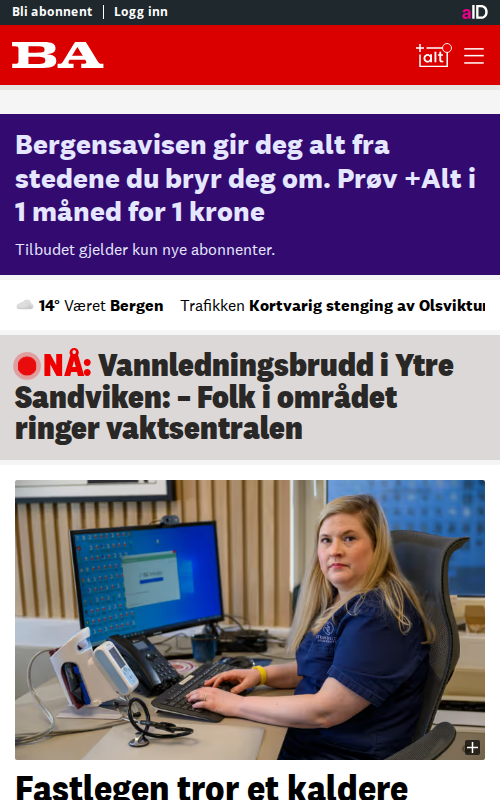 Bli abonnent | Logg inn
aID
BA
+alt
Bergensavisen gir deg alt fra
stedene du bryr deg om. Prøv +Alt i
1 måned for 1 krone
Tilbudet gjelder kun nye abonnenter.
14° Været Bergen Trafikken Kortvarig stenging av Olsviktun
NÅ: Vannledningsbrudd i Ytre
Sandviken: – Folk i området
ringer vaktsentralen
Fastlegen tror et kaldere